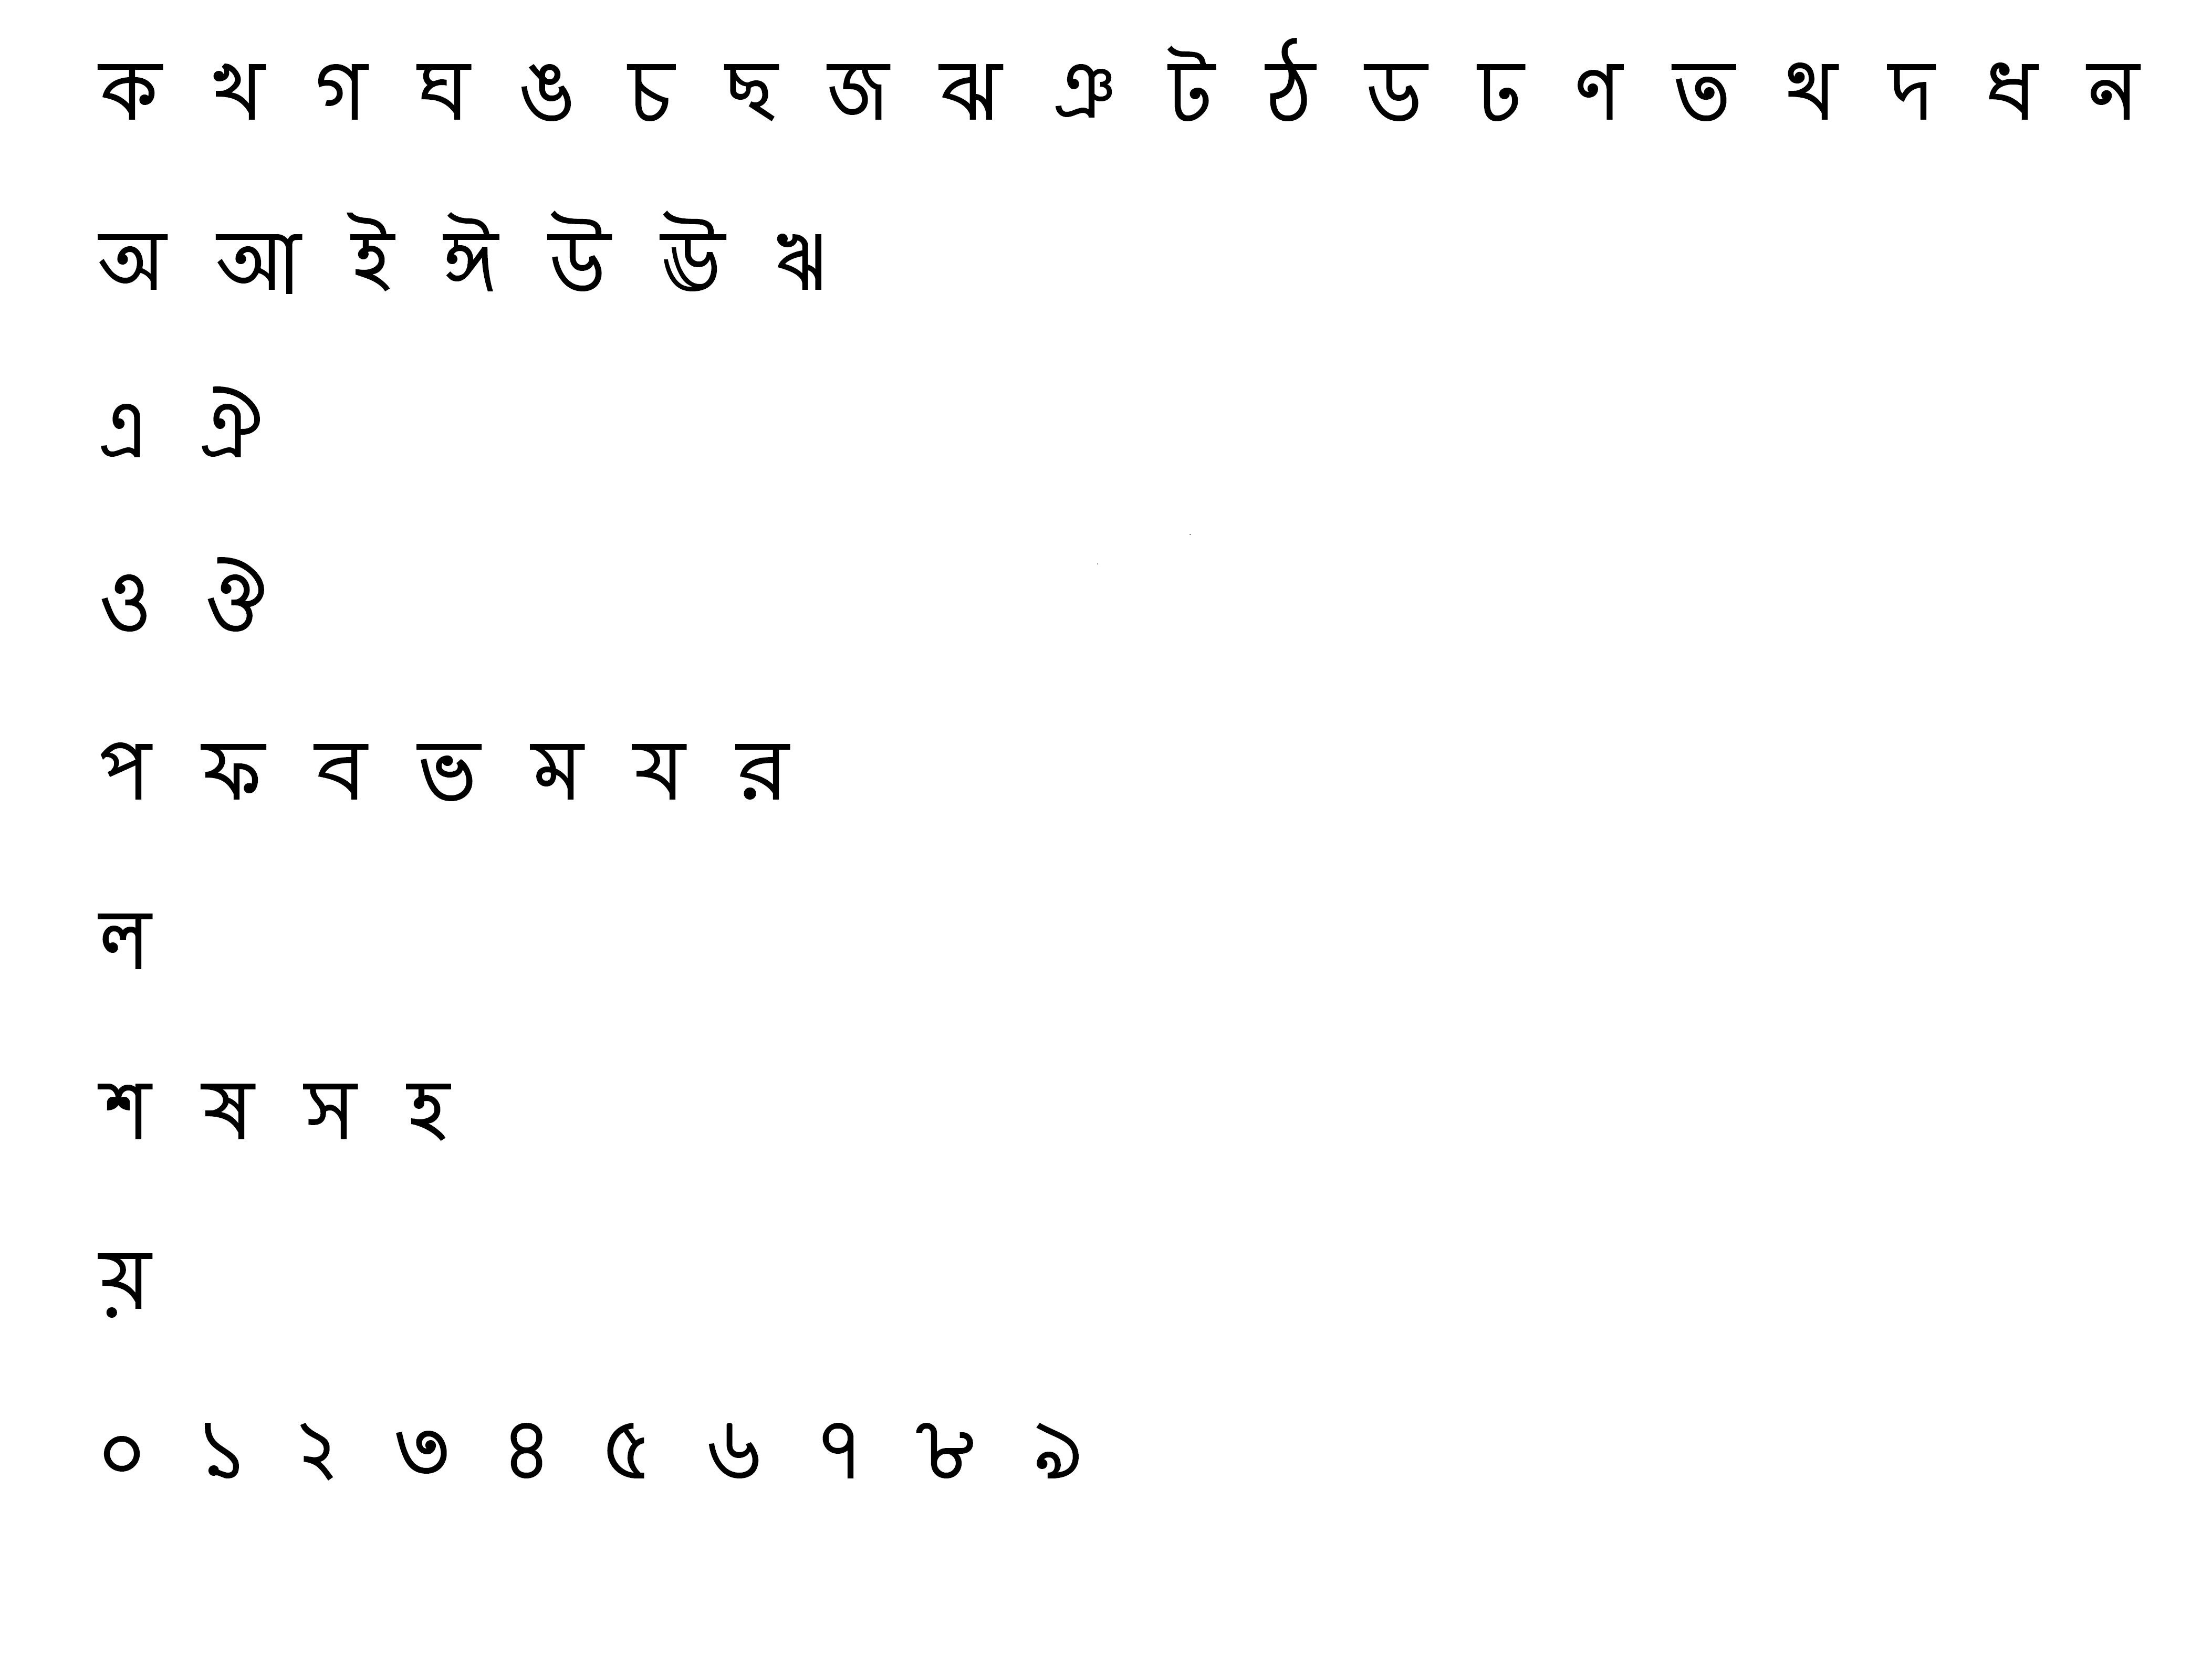 ক খ গ ঘ ঙ চ ছ জ ঝ ঞ ট ঠ ড ঢ ণ ত থ দ ধ ন
অ আ ই ঈ উ ঊ ঋ
এ ঐ
ও ঔ
প ফ ব ভ ম য র
ল
শ ষ স হ
য়
০ ১ ২ ৩ ৪ ৫ ৬ ৭ ৮ ৯